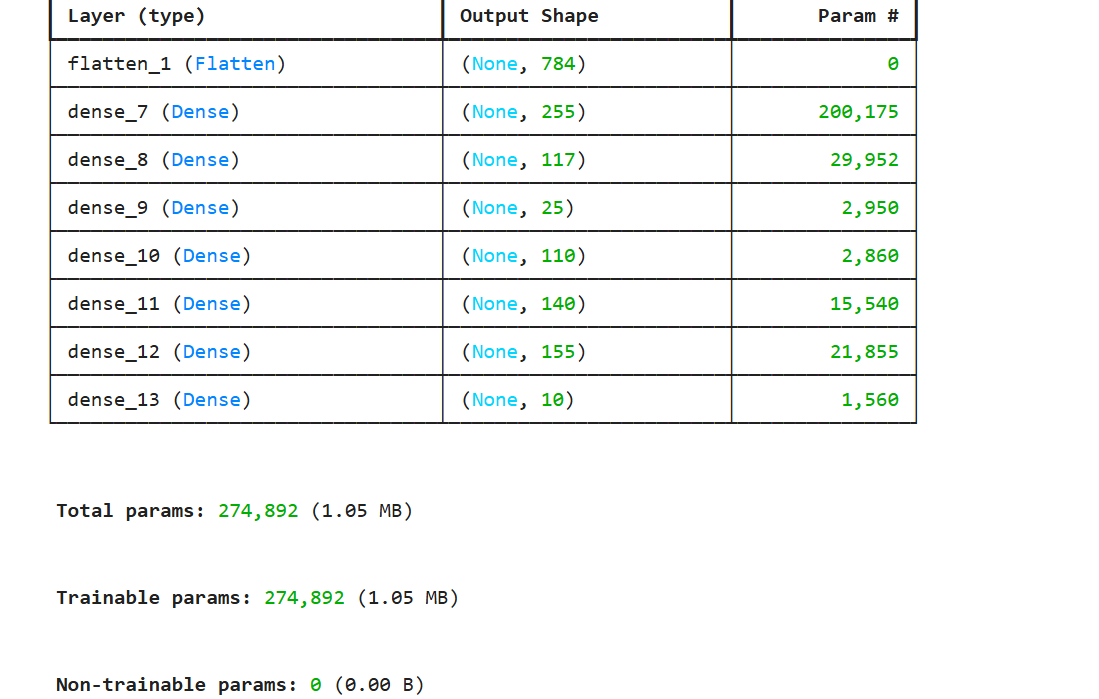 Layer (type) Output Shape Param #
flatten_1 (Flatten) (None, 784) 0
dense_7 (Dense) (None, 255) 200,175
dense_8 (Dense) (None, 117) 29,952
dense_9 (Dense) (None, 25) 2,950
dense_10 (Dense) (None, 110) 2,860
dense_11 (Dense) (None, 140) 15,540
dense_12 (Dense) (None, 155) 21,855
dense_13 (Dense) (None, 10) 1,560
Total params: 274,892 (1.05 MB)
Trainable params: 274,892 (1.05 MB)
Non-trainable params: 0 (0.00 B)